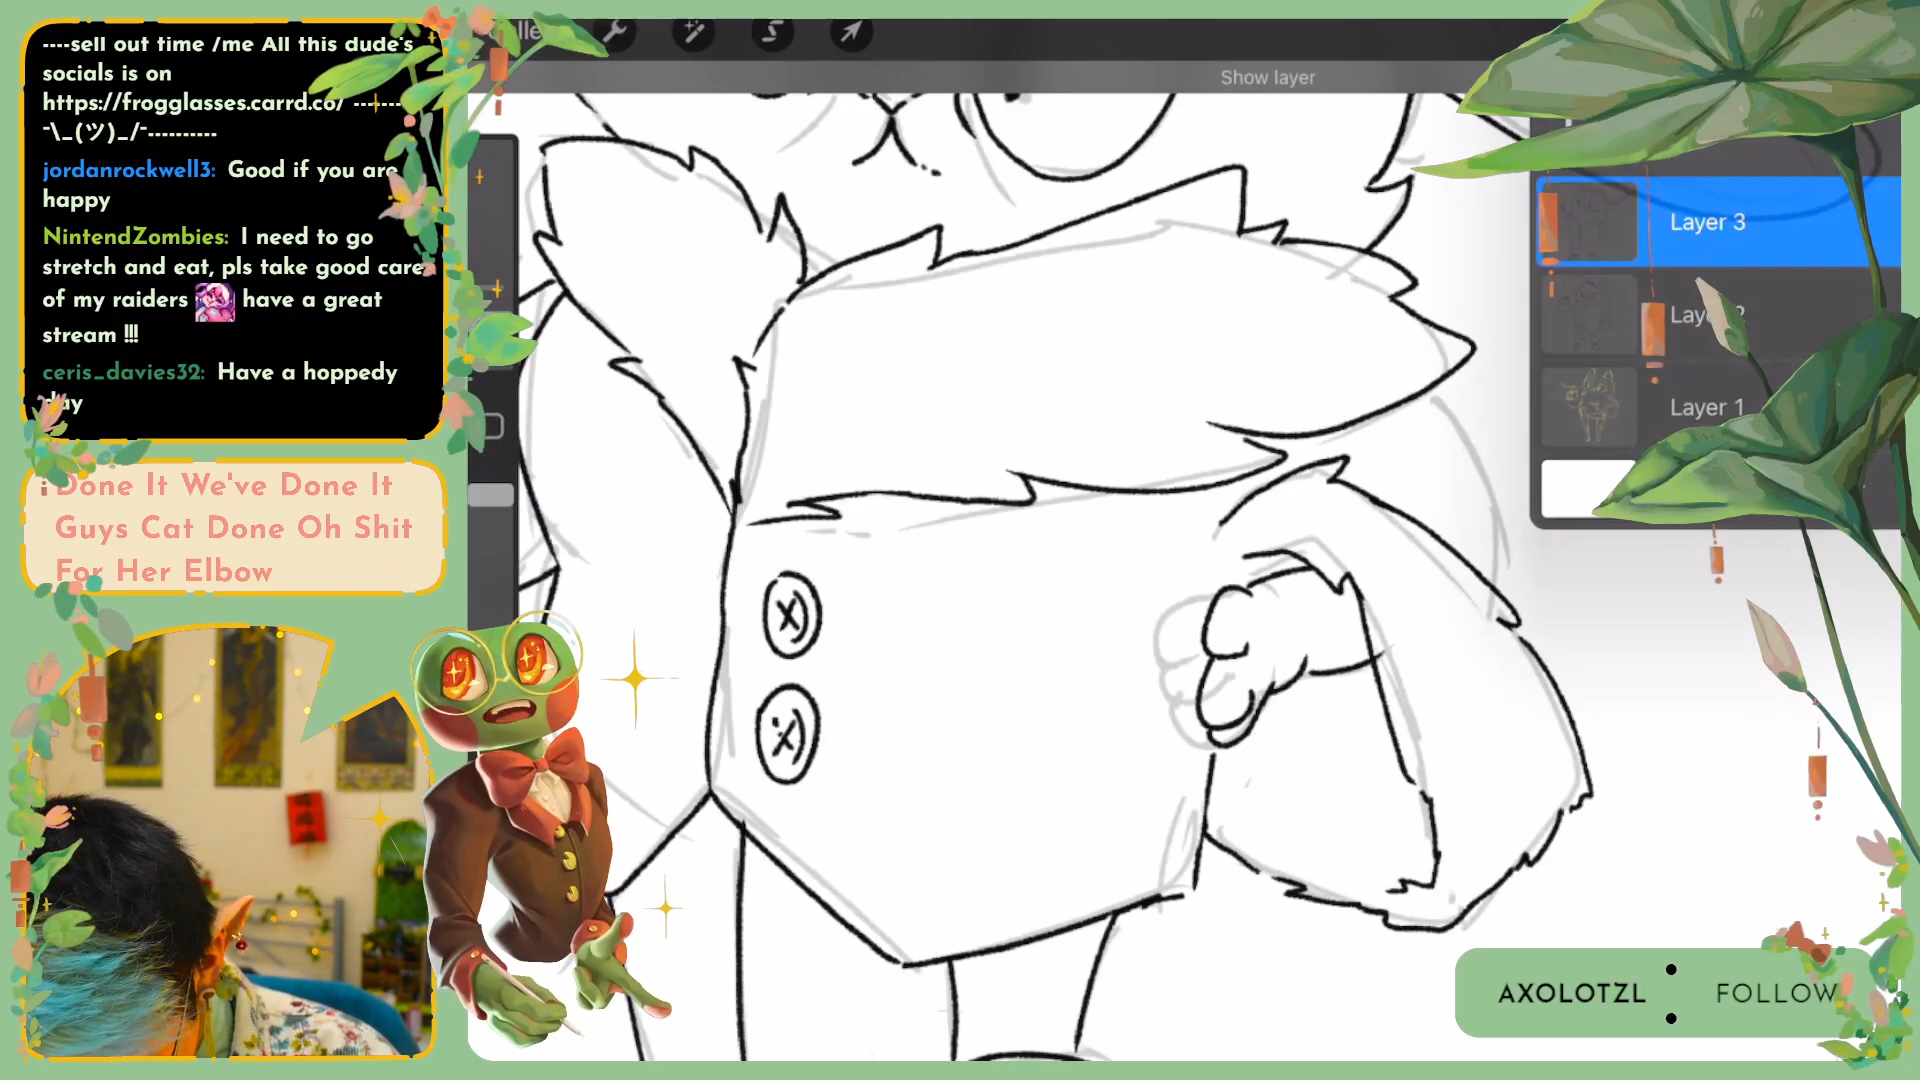 ----sell out time /me All this dude's
socials is on
https://frogglasses.carrd.co/ -------
¯\_(ツ)_/¯----------
jordanrockwell3: Good if you are
happy
NintendZombies: I need to go
stretch and eat, pls take good care
of my raiders have a great
stream !!!
ceris_davies32: Have a hoppedy
day
Done It We've Done It
Guys Cat Done Oh Shit
For Her Elbow
Show layer
Layer 3
Layer 1
AXOLOTZL
FOLLOW